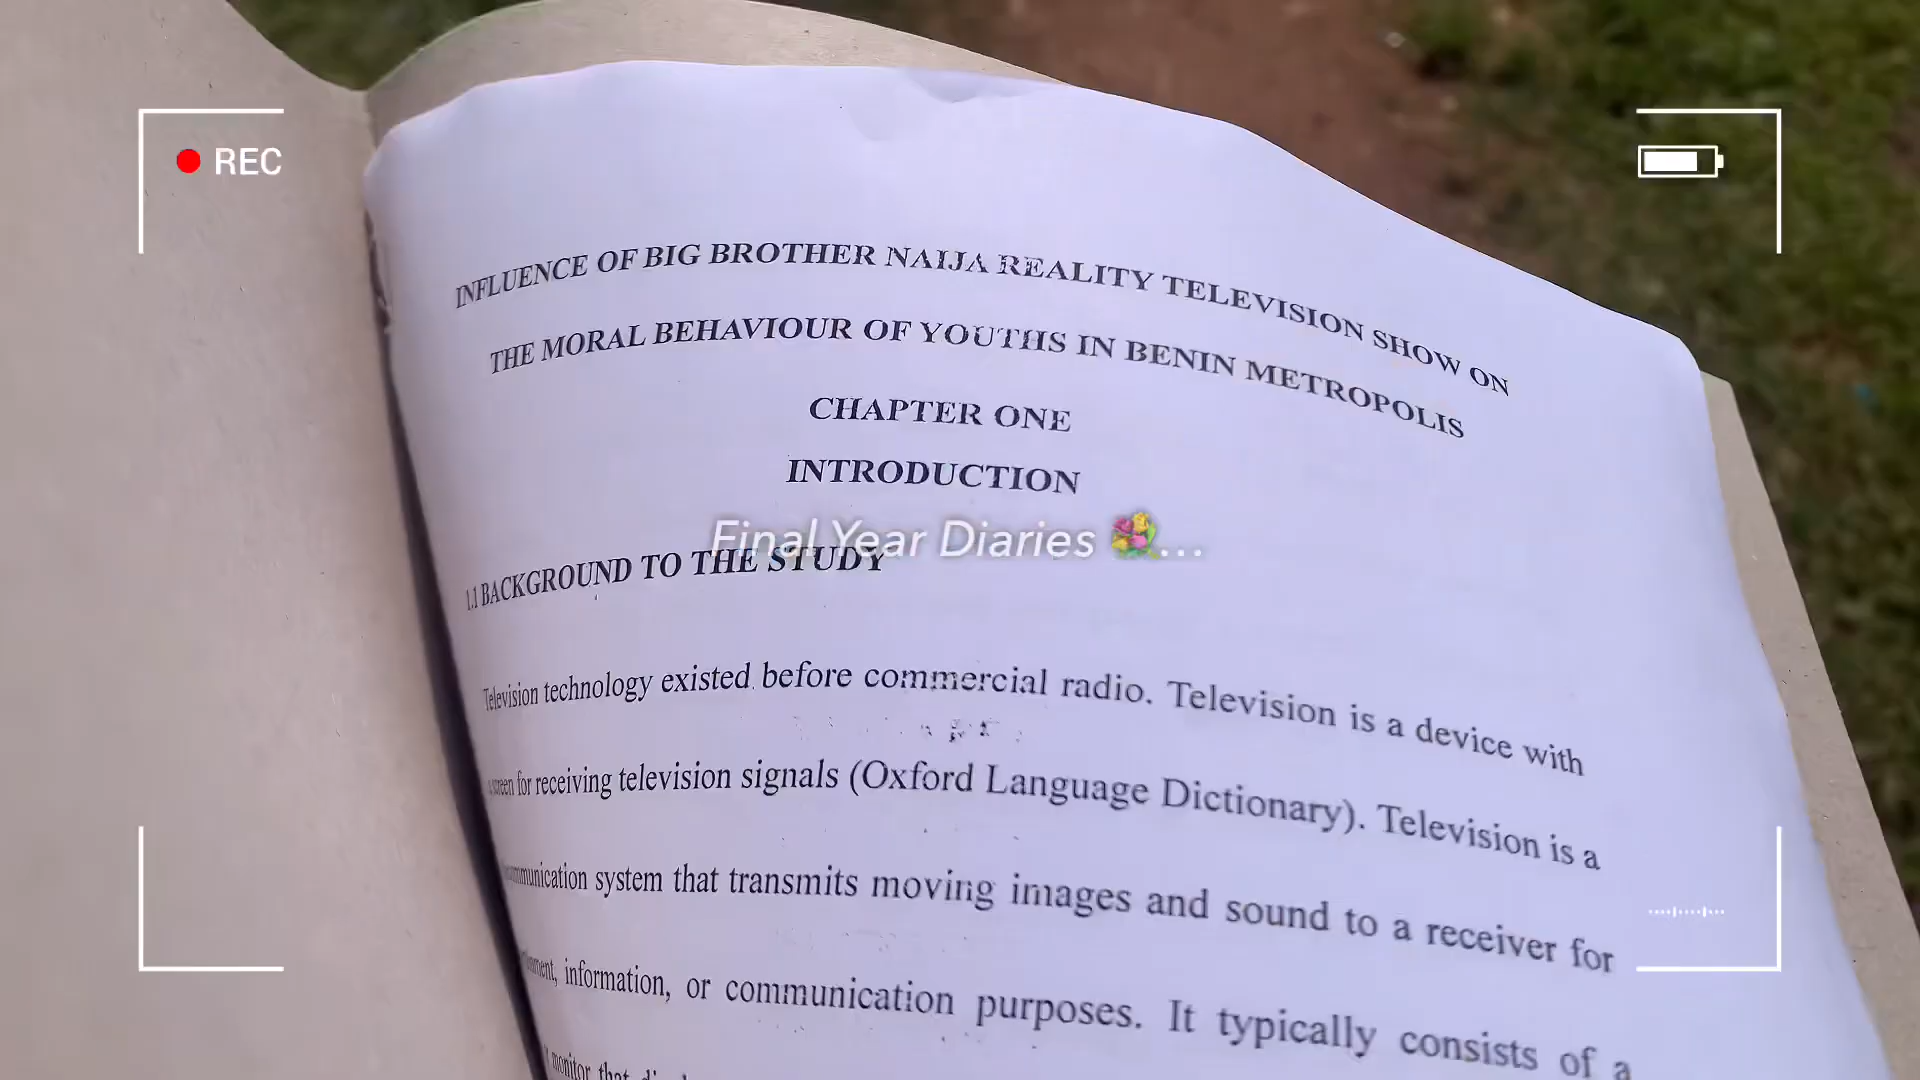 REC
INFLUENCE OF BIG BROTHER NAIJA REALITY TELEVISION SHOW ON
THE MORAL BEHAVIOUR OF YOUTHS IN BENIN METROPOLIS
CHAPTER ONE
INTRODUCTION
Final Year Diaries 💐...
1.1 BACKGROUND TO THE STUDY
Television technology existed before commercial radio. Television is a device with
screen for receiving television signals (Oxford Language Dictionary). Television is a
communication system that transmits moving images and sound to a receiver for
information, or communication purposes. It typically consists of a
monitor that